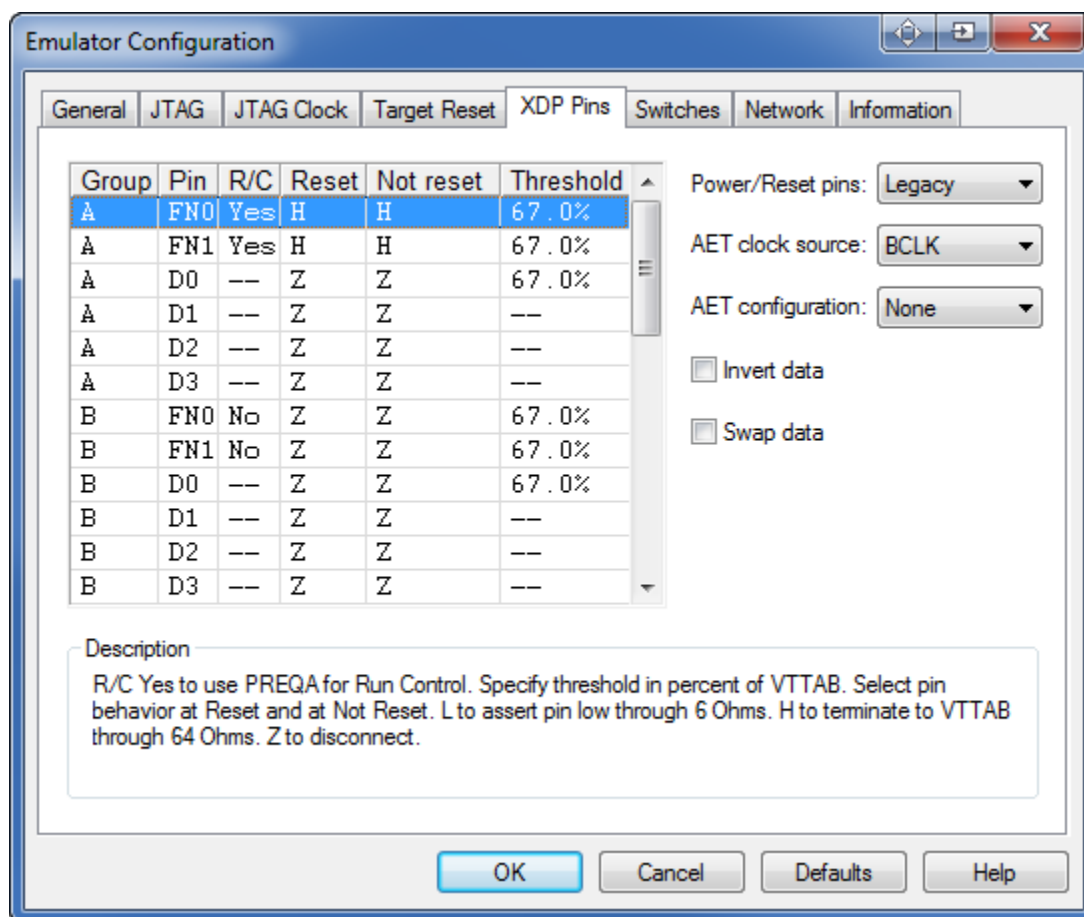 Emulator Configuration
General JTAG JTAG Clock Target Reset XDP Pins Switches Network Information
Group Pin R/C Reset Not reset Threshold
A FN0 Yes H H 67.0%
A FN1 Yes H H 67.0%
A D0 -- Z Z 67.0%
A D1 -- Z Z --
A D2 -- Z Z --
A D3 -- Z Z --
B FN0 No Z Z 67.0%
B FN1 No Z Z 67.0%
B D0 -- Z Z 67.0%
B D1 -- Z Z --
B D2 -- Z Z --
B D3 -- Z Z --
Power/Reset pins: Legacy
AET clock source: BCLK
AET configuration: None
Invert data
Swap data
Description
R/C Yes to use PREQA for Run Control. Specify threshold in percent of VTTAB. Select pin
behavior at Reset and at Not Reset. L to assert pin low through 6 Ohms. H to terminate to VTTAB
through 64 Ohms. Z to disconnect.
OK Cancel Defaults Help